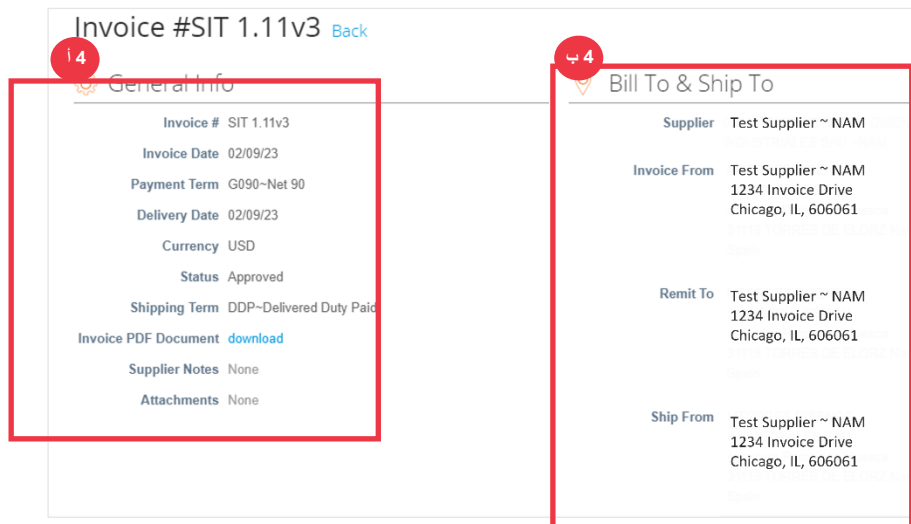 Invoice #SIT 1.11v3 Back
4 أ
General Info
Invoice # SIT 1.11v3
Invoice Date 02/09/23
Payment Term G090~Net 90
Delivery Date 02/09/23
Currency USD
Status Approved
Shipping Term DDP~Delivered Duty Paid
Invoice PDF Document download
Supplier Notes None
Attachments None
4 ب
Bill To & Ship To
Supplier Test Supplier ~ NAM
Invoice From Test Supplier ~ NAM
1234 Invoice Drive
Chicago, IL, 606061
Remit To Test Supplier ~ NAM
1234 Invoice Drive
Chicago, IL, 606061
Ship From Test Supplier ~ NAM
1234 Invoice Drive
Chicago, IL, 606061